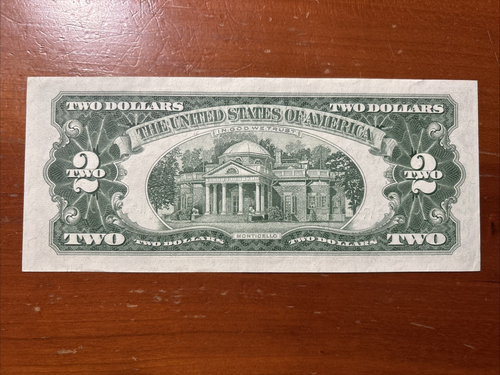 TWO DOLLARS
TWO DOLLARS
THE UNITED STATES OF AMERICA
IN GOD WE TRUST
2
TWO
2
TWO
TWO
TWO DOLLARS
MONTICELLO
TWO DOLLARS
TWO